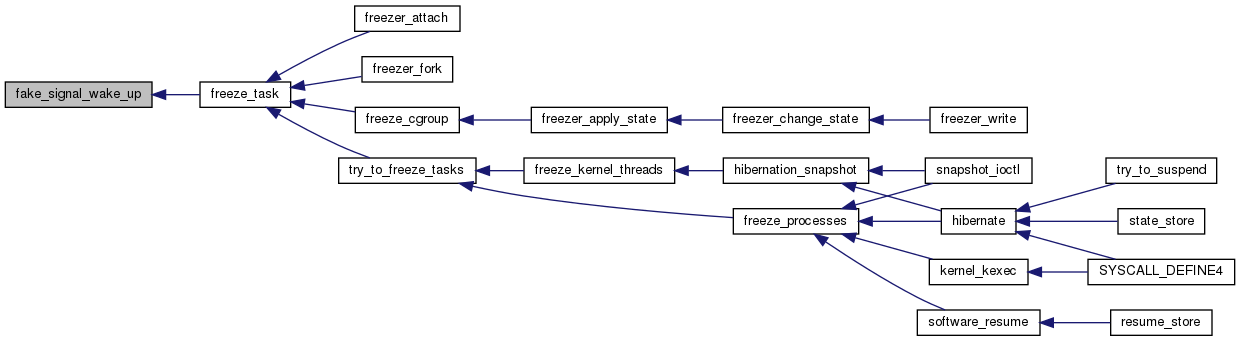 freezer_attach
freezer_fork
fake_signal_wake_up
freeze_task
freeze_cgroup
freezer_apply_state
freezer_change_state
freezer_write
try_to_freeze_tasks
freeze_kernel_threads
hibernation_snapshot
snapshot_ioctl
try_to_suspend
freeze_processes
hibernate
state_store
kernel_kexec
SYSCALL_DEFINE4
software_resume
resume_store